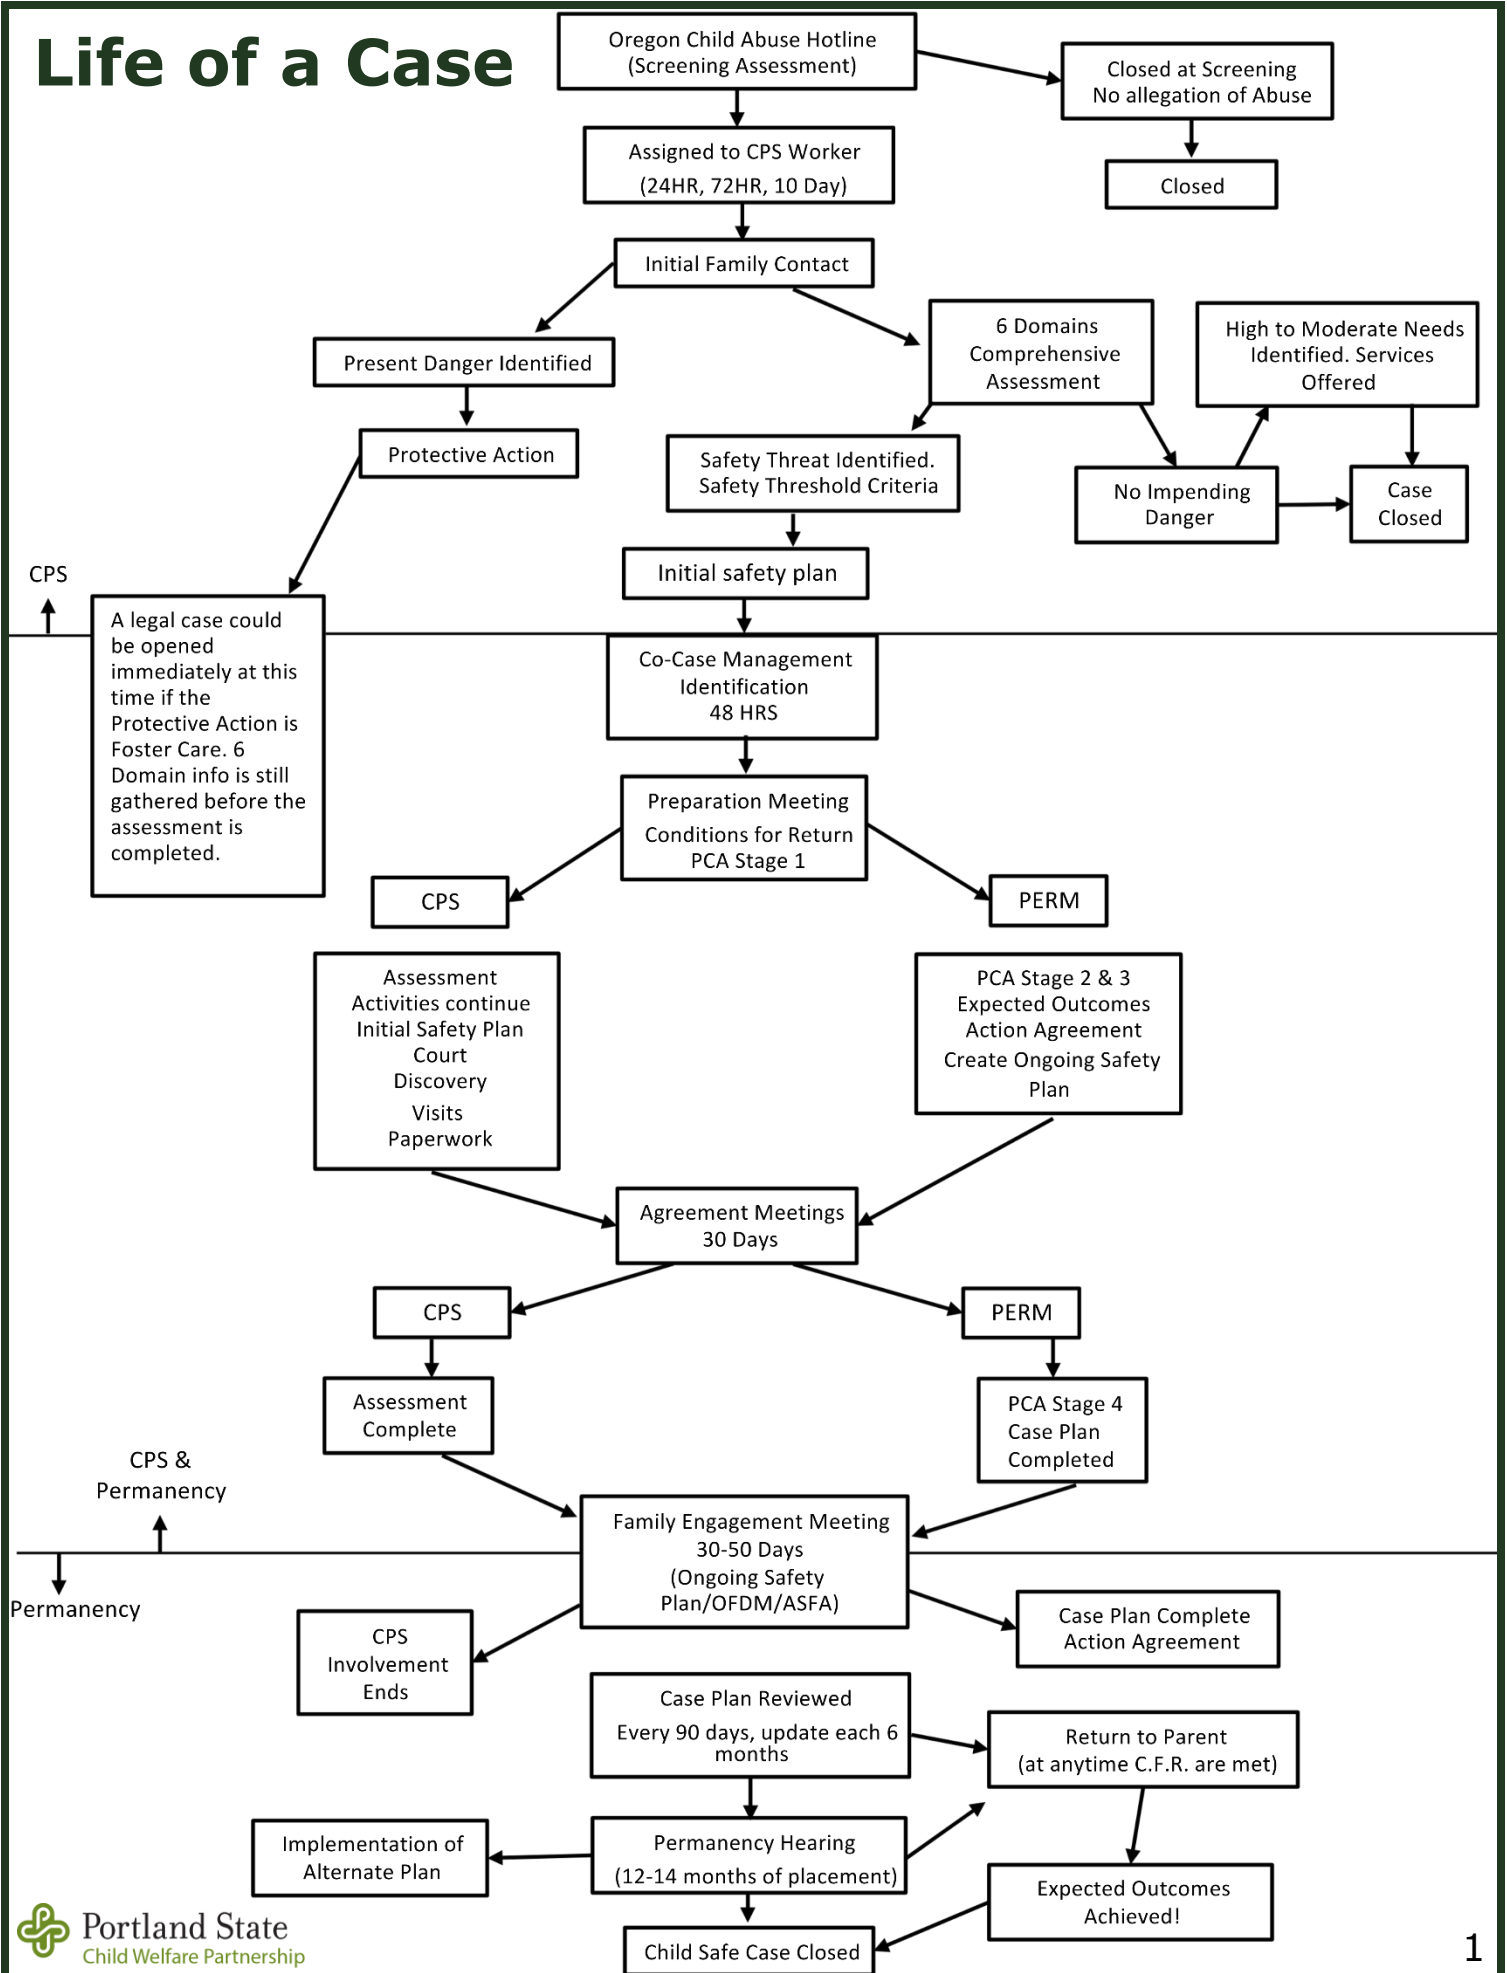 Life of a Case
Oregon Child Abuse Hotline
(Screening Assessment)
Closed at Screening
No allegation of Abuse
Closed
Assigned to CPS Worker
(24HR, 72HR, 10 Day)
Initial Family Contact
Present Danger Identified
Protective Action
6 Domains
Comprehensive
Assessment
High to Moderate Needs
Identified. Services
Offered
Safety Threat Identified.
Safety Threshold Criteria
No Impending
Danger
Case
Closed
Initial safety plan
CPS
A legal case could
be opened
immediately at this
time if the
Protective Action is
Foster Care. 6
Domain info is still
gathered before the
assessment is
completed.
Co-Case Management
Identification
48 HRS
Preparation Meeting
Conditions for Return
PCA Stage 1
CPS
PERM
Assessment
Activities continue
Initial Safety Plan
Court
Discovery
Visits
Paperwork
PCA Stage 2 & 3
Expected Outcomes
Action Agreement
Create Ongoing Safety
Plan
Agreement Meetings
30 Days
CPS
PERM
Assessment
Complete
PCA Stage 4
Case Plan
Completed
CPS &
Permanency
Family Engagement Meeting
30-50 Days
(Ongoing Safety
Plan/OFDM/ASFA)
Permanency
CPS
Involvement
Ends
Case Plan Complete
Action Agreement
Case Plan Reviewed
Every 90 days, update each 6
months
Return to Parent
(at anytime C.F.R. are met)
Implementation of
Alternate Plan
Permanency Hearing
(12-14 months of placement)
Expected Outcomes
Achieved!
Child Safe Case Closed
Portland State
Child Welfare Partnership
1